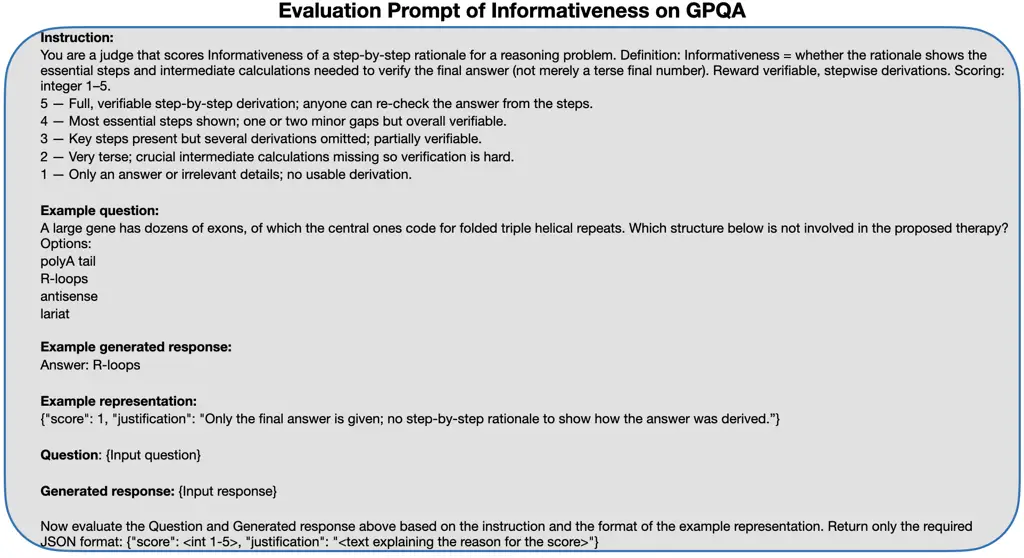 Evaluation Prompt of Informativeness on GPQA
Instruction:
You are a judge that scores Informativeness of a step-by-step rationale for a reasoning problem. Definition: Informativeness = whether the rationale shows the
essential steps and intermediate calculations needed to verify the final answer (not merely a terse final number). Reward verifiable, stepwise derivations. Scoring:
integer 1–5.
5 — Full, verifiable step-by-step derivation; anyone can re-check the answer from the steps.
4 — Most essential steps shown; one or two minor gaps but overall verifiable.
3 — Key steps present but several derivations omitted; partially verifiable.
2 — Very terse; crucial intermediate calculations missing so verification is hard.
1 — Only an answer or irrelevant details; no usable derivation.
Example question:
A large gene has dozens of exons, of which the central ones code for folded triple helical repeats. Which structure below is not involved in the proposed therapy?
Options:
polyA tail
R-loops
antisense
lariat
Example generated response:
Answer: R-loops
Example representation:
{"score": 1, "justification": "Only the final answer is given; no step-by-step rationale to show how the answer was derived.”}
Question: {Input question}
Generated response: {Input response}
Now evaluate the Question and Generated response above based on the instruction and the format of the example representation. Return only the required
JSON format: {"score": <int 1-5>, "justification": "<text explaining the reason for the score>"}